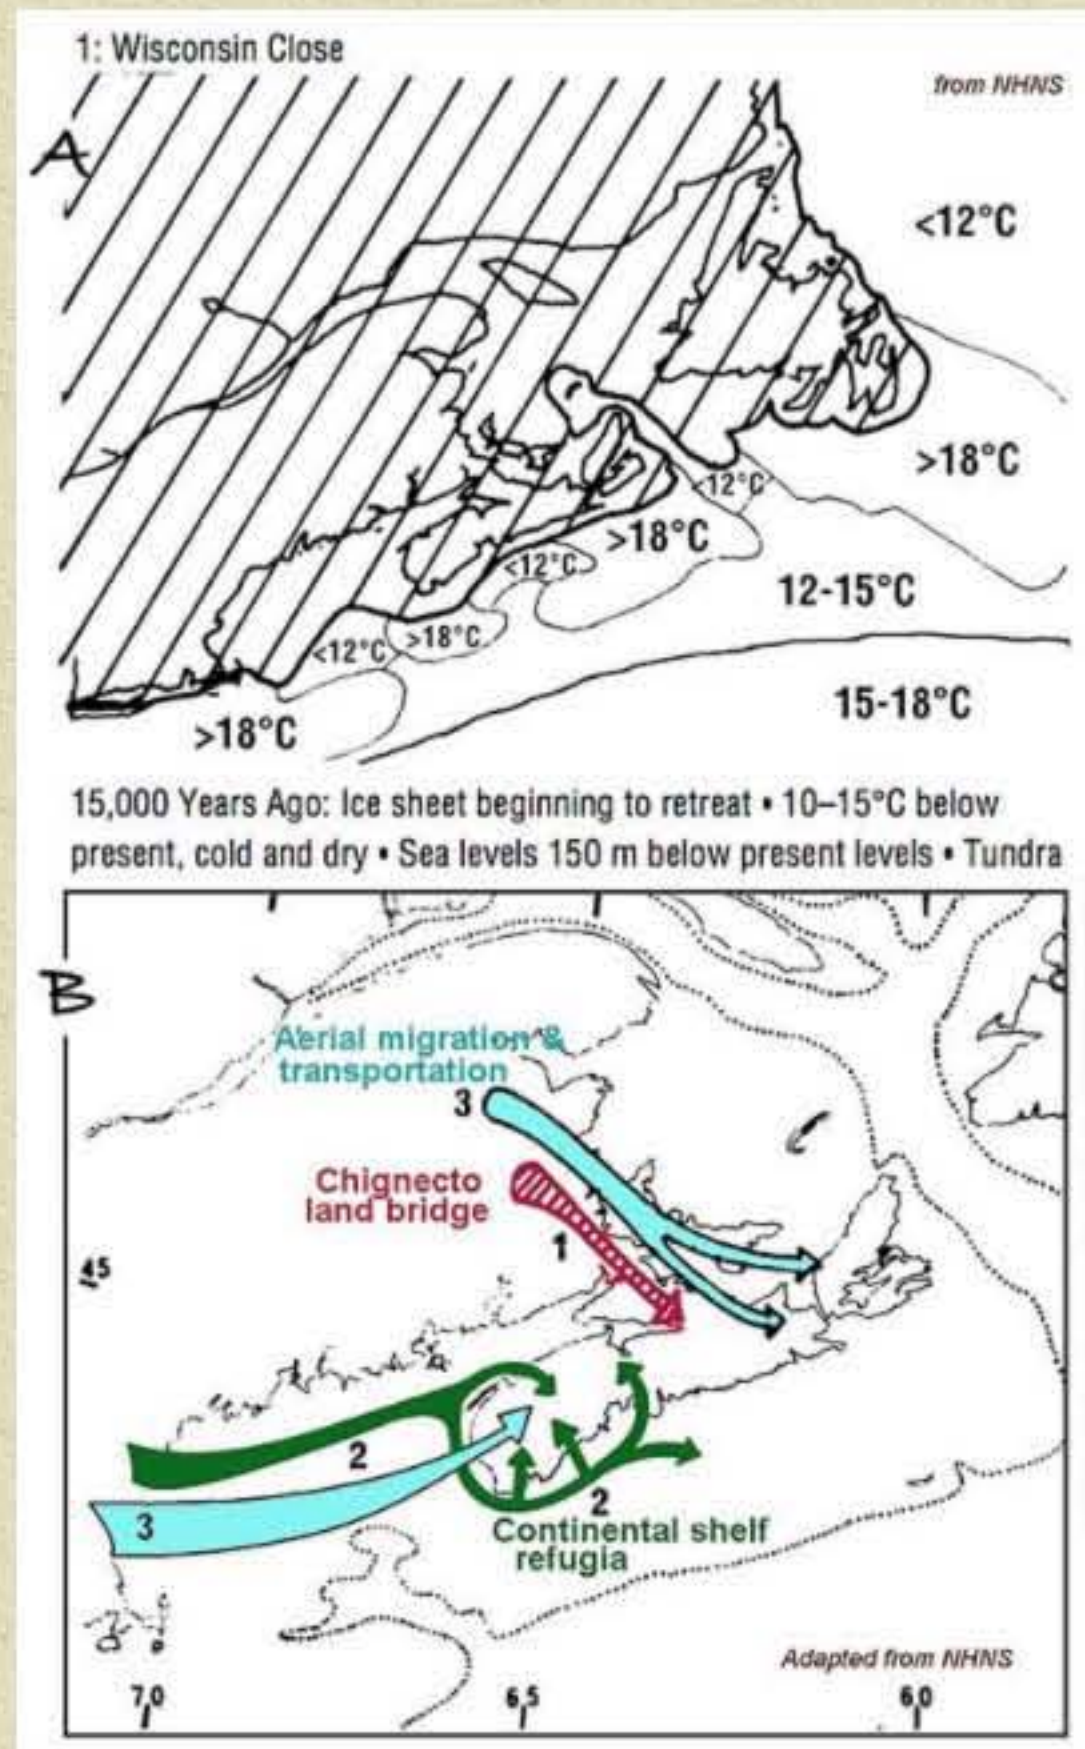 1: Wisconsin Close
from NHNS
A
<12°C
>18°C
<12°C
>18°C
<12°C
12-15°C
<12°C
>18°C
15-18°C
>18°C
15,000 Years Ago: Ice sheet beginning to retreat • 10–15°C below
present, cold and dry • Sea levels 150 m below present levels • Tundra
B
Aerial migration &
transportation
3
Chignecto
land bridge
1
45
2
3
2
Continental shelf
refugia
Adapted from NHNS
70
65
60